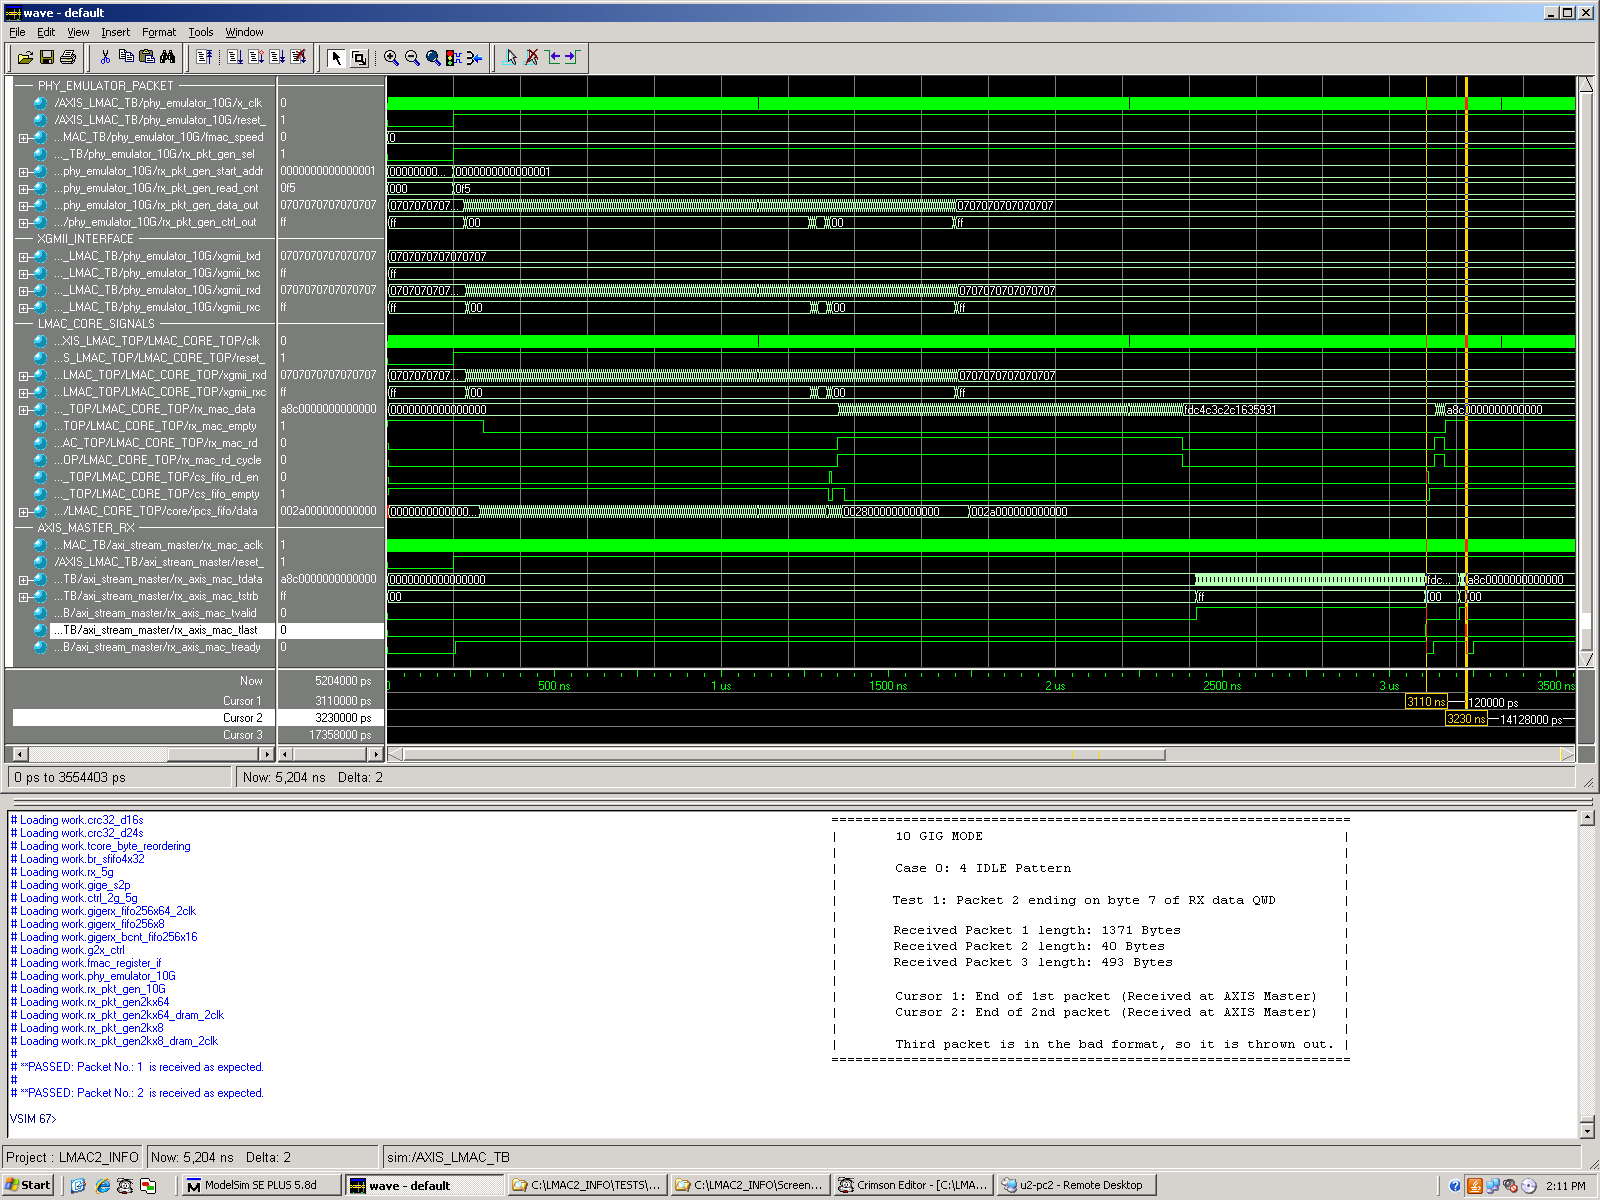 wave - default
File Edit View Insert Format Tools Window
PHY_EMULATOR_PACKET
/AXIS_LMAC_TB/phy_emulator_10G/x_clk 0
/AXIS_LMAC_TB/phy_emulator_10G/reset_ 1
...MAC_TB/phy_emulator_10G/fmac_speed 0 0
..._TB/phy_emulator_10G/rx_pkt_gen_sel 1
...phy_emulator_10G/rx_pkt_gen_start_addr 0000000000000001 00000000... 0000000000000001
...phy_emulator_10G/rx_pkt_gen_read_cnt 0f5 000 0f5
...phy_emulator_10G/rx_pkt_gen_data_out 0707070707070707 0707070707... 0707070707070707
.../phy_emulator_10G/rx_pkt_gen_ctrl_out ff ff 00 00 ff
XGMII_INTERFACE
..._LMAC_TB/phy_emulator_10G/xgmii_txd 0707070707070707 0707070707070707
..._LMAC_TB/phy_emulator_10G/xgmii_txc ff ff
..._LMAC_TB/phy_emulator_10G/xgmii_rxd 0707070707070707 0707070707... 0707070707070707
..._LMAC_TB/phy_emulator_10G/xgmii_rxc ff ff 00 00 ff
LMAC_CORE_SIGNALS
...XIS_LMAC_TOP/LMAC_CORE_TOP/clk 0
...S_LMAC_TOP/LMAC_CORE_TOP/reset_ 1
...LMAC_TOP/LMAC_CORE_TOP/xgmii_rxd 0707070707070707 0707070707... 0707070707070707
...LMAC_TOP/LMAC_CORE_TOP/xgmii_rxc ff ff 00 00 ff
..._TOP/LMAC_CORE_TOP/rx_mac_data a8c0000000000000 0000000000000000 fdc4c3c2c1635931 a8c0000000000000
...TOP/LMAC_CORE_TOP/rx_mac_empty 1
...AC_TOP/LMAC_CORE_TOP/rx_mac_rd 0
...OP/LMAC_CORE_TOP/rx_mac_rd_cycle 0
..._TOP/LMAC_CORE_TOP/cs_fifo_rd_en 0
..._TOP/LMAC_CORE_TOP/cs_fifo_empty 1
.../LMAC_CORE_TOP/core/ipcs_fifo/data 002a000000000000 0000000000000... 0028000000000000 002a000000000000
AXIS_MASTER_RX
...MAC_TB/axi_stream_master/rx_mac_aclk 1
/AXIS_LMAC_TB/axi_stream_master/reset_ 1
...TB/axi_stream_master/rx_axis_mac_tdata a8c0000000000000 0000000000000000 fdc... a8c0000000000000
...TB/axi_stream_master/rx_axis_mac_tstrb ff 00 ff 00 00
...B/axi_stream_master/rx_axis_mac_tvalid 0
...TB/axi_stream_master/rx_axis_mac_tlast 0
...B/axi_stream_master/rx_axis_mac_tready 0
Now 5204000 ps 0 500 ns 1 us 1500 ns 2 us 2500 ns 3 us 3500 ns
Cursor 1 3110000 ps 3110 ns 120000 ps
Cursor 2 3230000 ps 3230 ns 14128000 ps
Cursor 3 17358000 ps
0 ps to 3554403 ps Now: 5,204 ns Delta: 2
# Loading work.crc32_d16s
# Loading work.crc32_d24s
# Loading work.tcore_byte_reordering
# Loading work.br_sfifo4x32
# Loading work.rx_5g
# Loading work.gige_s2p
# Loading work.ctrl_2g_5g
# Loading work.gigerx_fifo256x64_2clk
# Loading work.gigerx_fifo256x8
# Loading work.gigerx_bcnt_fifo256x16
# Loading work.g2x_ctrl
# Loading work.fmac_register_if
# Loading work.phy_emulator_10G
# Loading work.rx_pkt_gen_10G
# Loading work.rx_pkt_gen2kx64
# Loading work.rx_pkt_gen2kx64_dram_2clk
# Loading work.rx_pkt_gen2kx8
# Loading work.rx_pkt_gen2kx8_dram_2clk
#
# **PASSED: Packet No.: 1 is received as expected.
#
# **PASSED: Packet No.: 2 is received as expected.
VSIM 67>
10 GIG MODE
Case 0: 4 IDLE Pattern
Test 1: Packet 2 ending on byte 7 of RX data QWD
Received Packet 1 length: 1371 Bytes
Received Packet 2 length: 40 Bytes
Received Packet 3 length: 493 Bytes
Cursor 1: End of 1st packet (Received at AXIS Master)
Cursor 2: End of 2nd packet (Received at AXIS Master)
Third packet is in the bad format, so it is thrown out.
Project : LMAC2_INFO Now: 5,204 ns Delta: 2 sim:/AXIS_LMAC_TB
Start ModelSim SE PLUS 5.8d wave - default C:\LMAC2_INFO\TESTS\... C:\LMAC2_INFO\Screen... Crimson Editor - [C:\LMA... u2-pc2 - Remote Desktop 2:11 PM